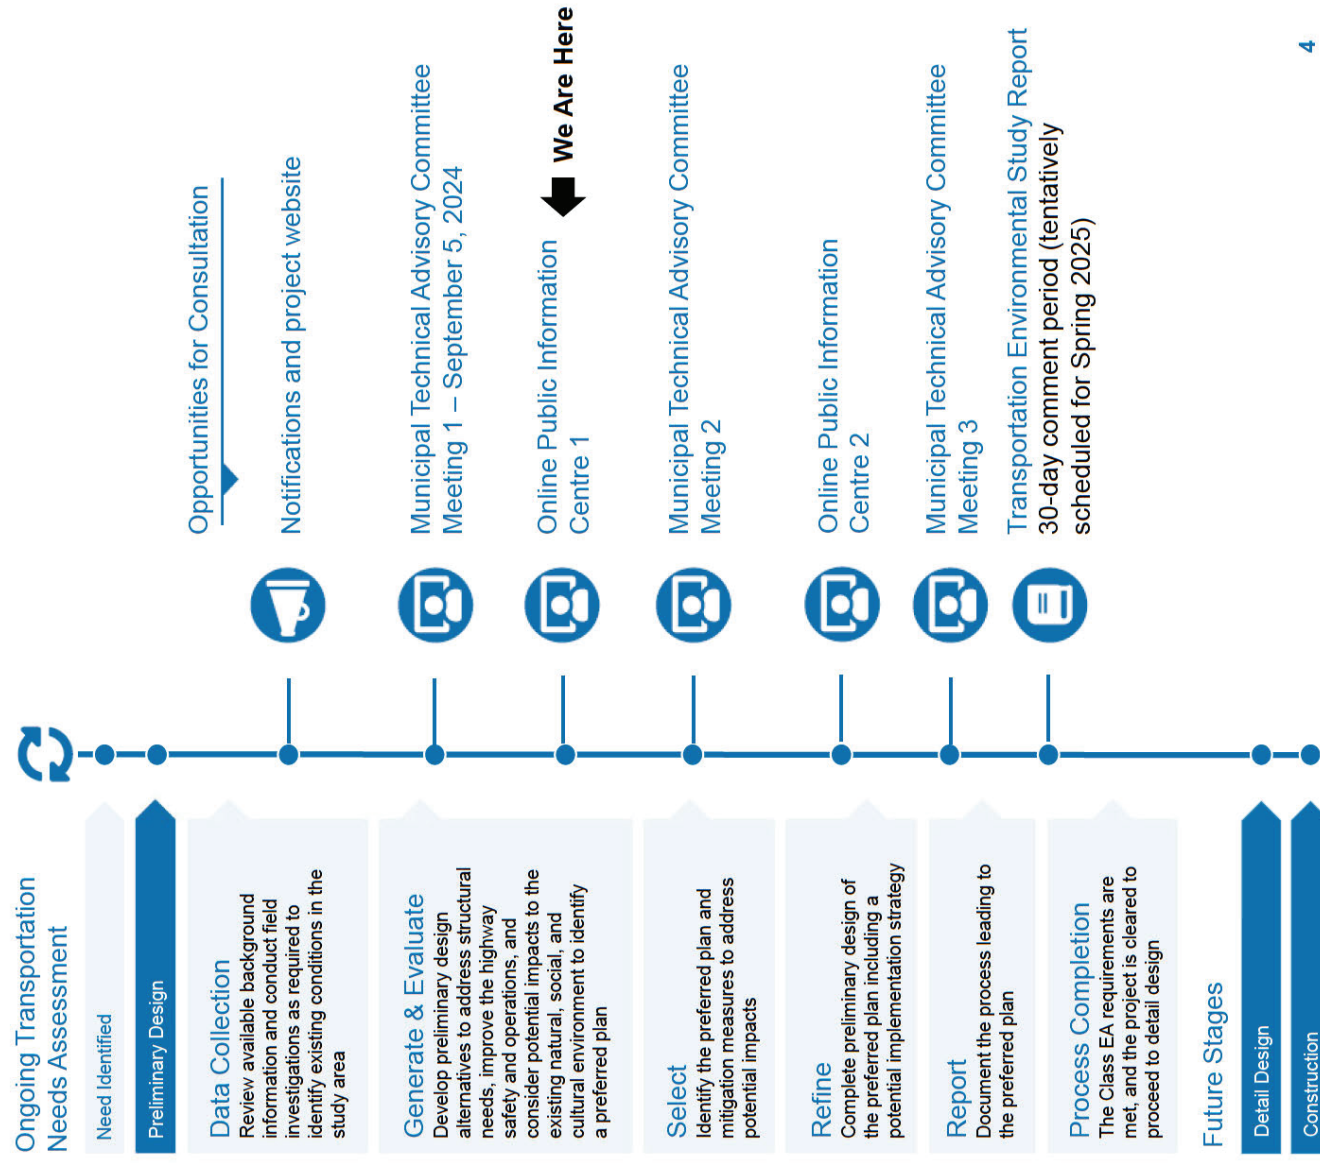 Ongoing Transportation
Needs Assessment
Need Identified
Preliminary Design
Data Collection
Review available background
information and conduct field
investigations as required to
identify existing conditions in the
study area
Generate & Evaluate
Develop preliminary design
alternatives to address structural
needs, improve the highway
safety and operations, and
consider potential impacts to the
existing natural, social, and
cultural environment to identify
a preferred plan
Select
Identify the preferred plan and
mitigation measures to address
potential impacts
Refine
Complete preliminary design of
the preferred plan including a
potential implementation strategy
Report
Document the process leading to
the preferred plan
Process Completion
The Class EA requirements are
met, and the project is cleared to
proceed to detail design
Future Stages
Detail Design
Construction
Opportunities for Consultation
Notifications and project website
Municipal Technical Advisory Committee
Meeting 1 – September 5, 2024
Online Public Information
Centre 1
We Are Here
Municipal Technical Advisory Committee
Meeting 2
Online Public Information
Centre 2
Municipal Technical Advisory Committee
Meeting 3
Transportation Environmental Study Report
30-day comment period (tentatively
scheduled for Spring 2025)
4